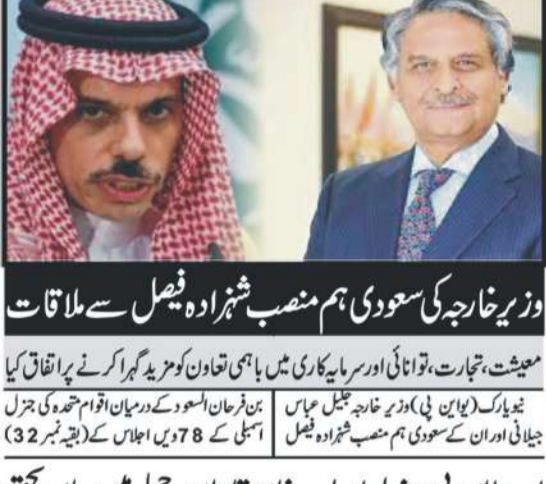 وزیر خارجہ کی سعودی ہم منصب شہزادہ فیصل سے ملاقات
معیشت، تجارت، توانائی اور سرمایہ کاری میں باہمی تعاون کو مزید گہرا کرنے پر اتفاق کیا
نیویارک (یو این پی) وزیر خارجہ جلیل عباس
جیلانی اور ان کے سعودی ہم منصب شہزادہ فیصل
بن فرحان السعود کے درمیان اقوام متحدہ کی جنرل
اسمبلی کے 78 ویں اجلاس کے (بقیہ نمبر 32)